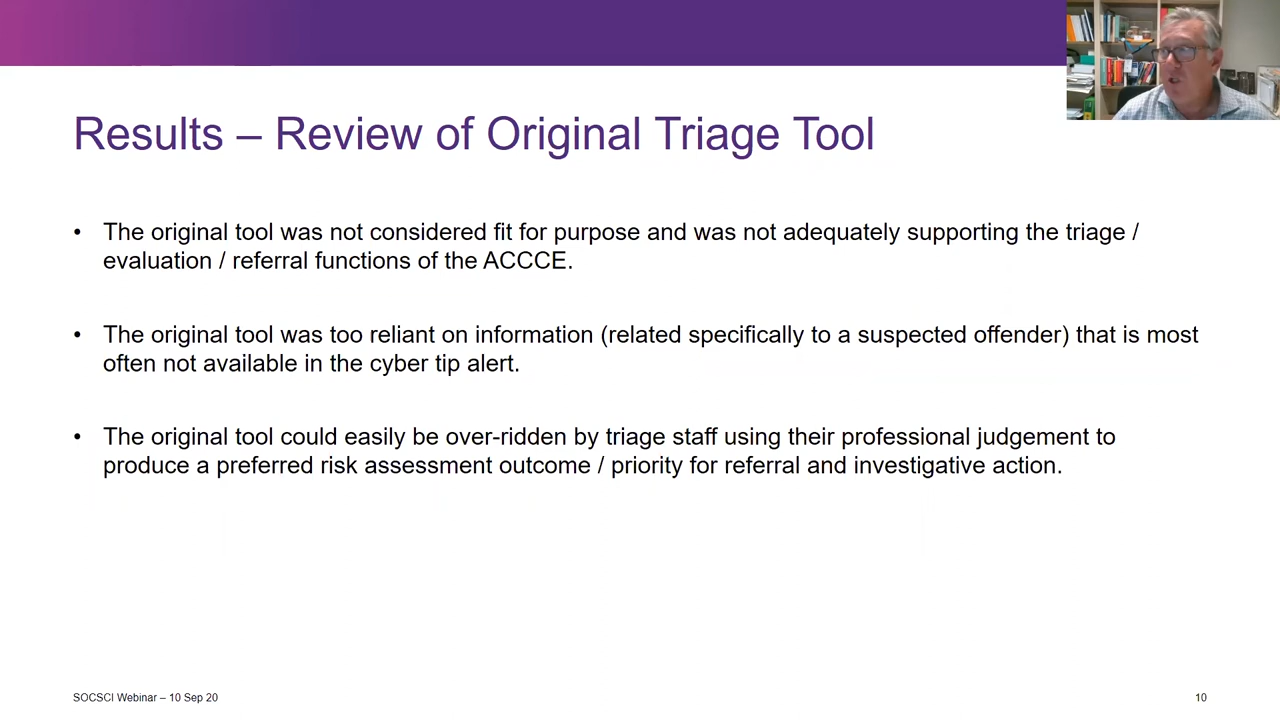 Results – Review of Original Triage Tool
• The original tool was not considered fit for purpose and was not adequately supporting the triage /
evaluation / referral functions of the ACCCE.
• The original tool was too reliant on information (related specifically to a suspected offender) that is most
often not available in the cyber tip alert.
• The original tool could easily be over-ridden by triage staff using their professional judgement to
produce a preferred risk assessment outcome / priority for referral and investigative action.
SOCSCI Webinar – 10 Sep 20
10